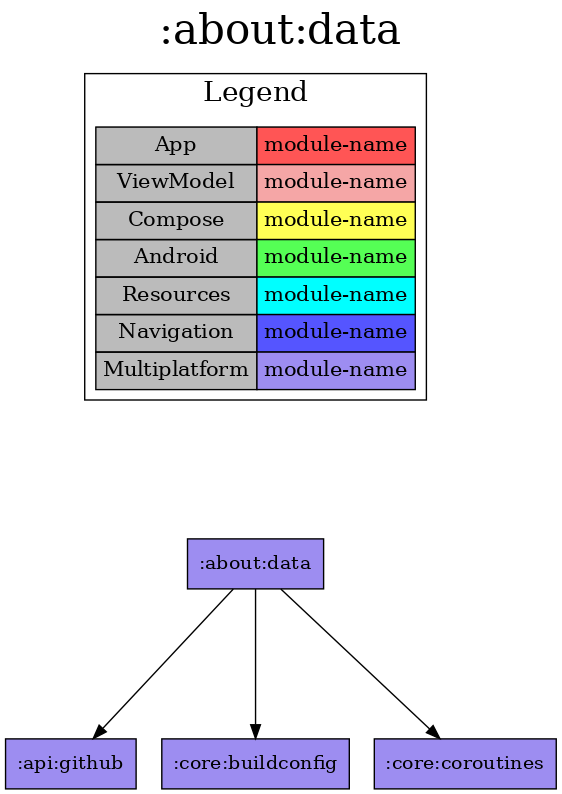 :about:data
Legend
App module-name
ViewModel module-name
Compose module-name
Android module-name
Resources module-name
Navigation module-name
Multiplatform module-name
:about:data
:api:github :core:buildconfig :core:coroutines